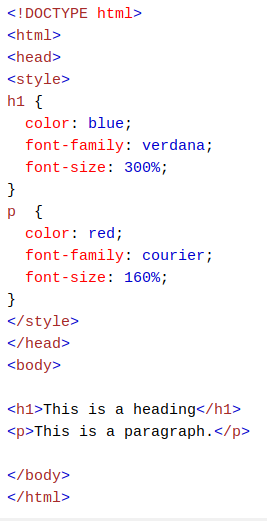 <!DOCTYPE html>
<html>
<head>
<style>
h1 {
  color: blue;
  font-family: verdana;
  font-size: 300%;
}
p  {
  color: red;
  font-family: courier;
  font-size: 160%;
}
</style>
</head>
<body>

<h1>This is a heading</h1>
<p>This is a paragraph.</p>

</body>
</html>